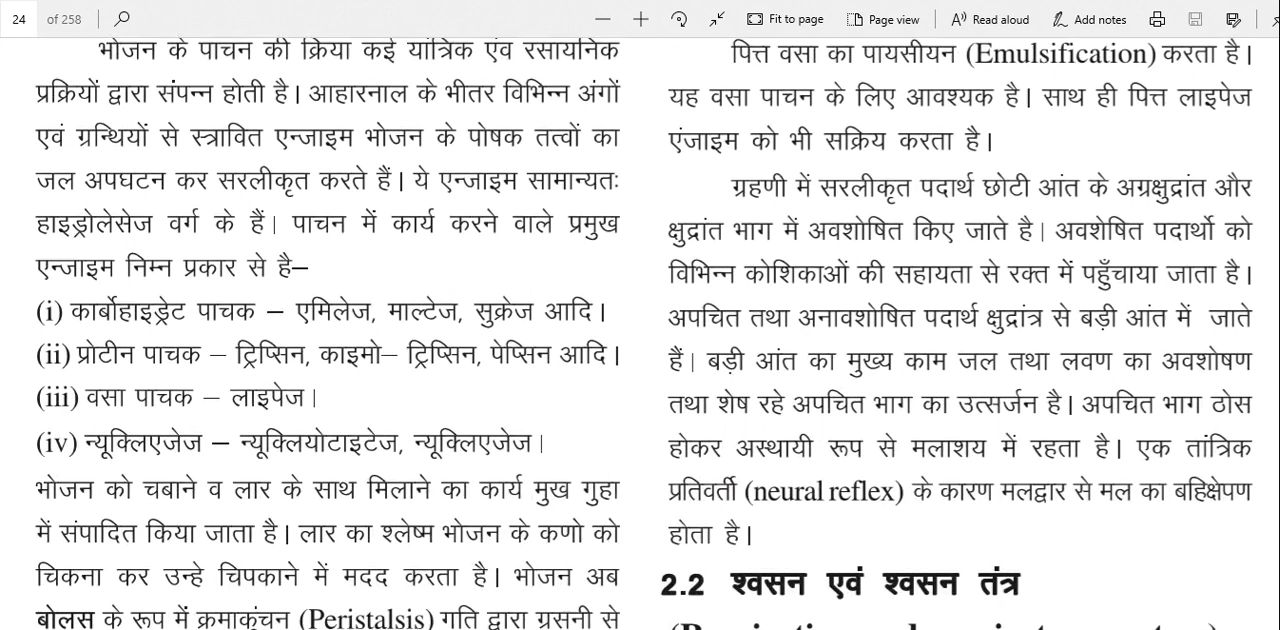 24 of 258 Fit to page Page view Read aloud Add notes
भोजन के पाचन की क्रिया कई यांत्रिक एंव रसायनिक
प्रक्रियों द्वारा संपन्न होती है। आहारनाल के भीतर विभिन्न अंगों
एवं ग्रन्थियों से स्त्रावित एन्जाइम भोजन के पोषक तत्वों का
जल अपघटन कर सरलीकृत करते हैं। ये एन्जाइम सामान्यतः
हाइड्रोलेसेज वर्ग के हैं। पाचन में कार्य करने वाले प्रमुख
एन्जाइम निम्न प्रकार से है–
(i) कार्बोहाइड्रेट पाचक – एमिलेज, माल्टेज, सुक्रेज आदि।
(ii) प्रोटीन पाचक – ट्रिप्सिन, काइमो– ट्रिप्सिन, पेप्सिन आदि।
(iii) वसा पाचक – लाइपेज।
(iv) न्यूक्लिएजेज – न्यूक्लियोटाइटेज, न्यूक्लिएजेज।
भोजन को चबाने व लार के साथ मिलाने का कार्य मुख गुहा
में संपादित किया जाता है। लार का श्लेष्म भोजन के कणो को
चिकना कर उन्हे चिपकाने में मदद करता है। भोजन अब
बोलस के रूप में क्रमाकुंचन (Peristalsis) गति द्वारा ग्रसनी से
पित्त वसा का पायसीयन (Emulsification) करता है।
यह वसा पाचन के लिए आवश्यक है। साथ ही पित्त लाइपेज
एंजाइम को भी सक्रिय करता है।
ग्रहणी में सरलीकृत पदार्थ छोटी आंत के अग्रक्षुद्रांत और
क्षुद्रांत भाग में अवशोषित किए जाते है। अवशेषित पदार्थो को
विभिन्न कोशिकाओं की सहायता से रक्त में पहुँचाया जाता है।
अपचित तथा अनावशोषित पदार्थ क्षुद्रांत्र से बड़ी आंत में जाते
हैं। बड़ी आंत का मुख्य काम जल तथा लवण का अवशोषण
तथा शेष रहे अपचित भाग का उत्सर्जन है। अपचित भाग ठोस
होकर अस्थायी रूप से मलाशय में रहता है। एक तांत्रिक
प्रतिवर्ती (neural reflex) के कारण मलद्वार से मल का बहिक्षेपण
होता है।
2.2 श्वसन एवं श्वसन तंत्र